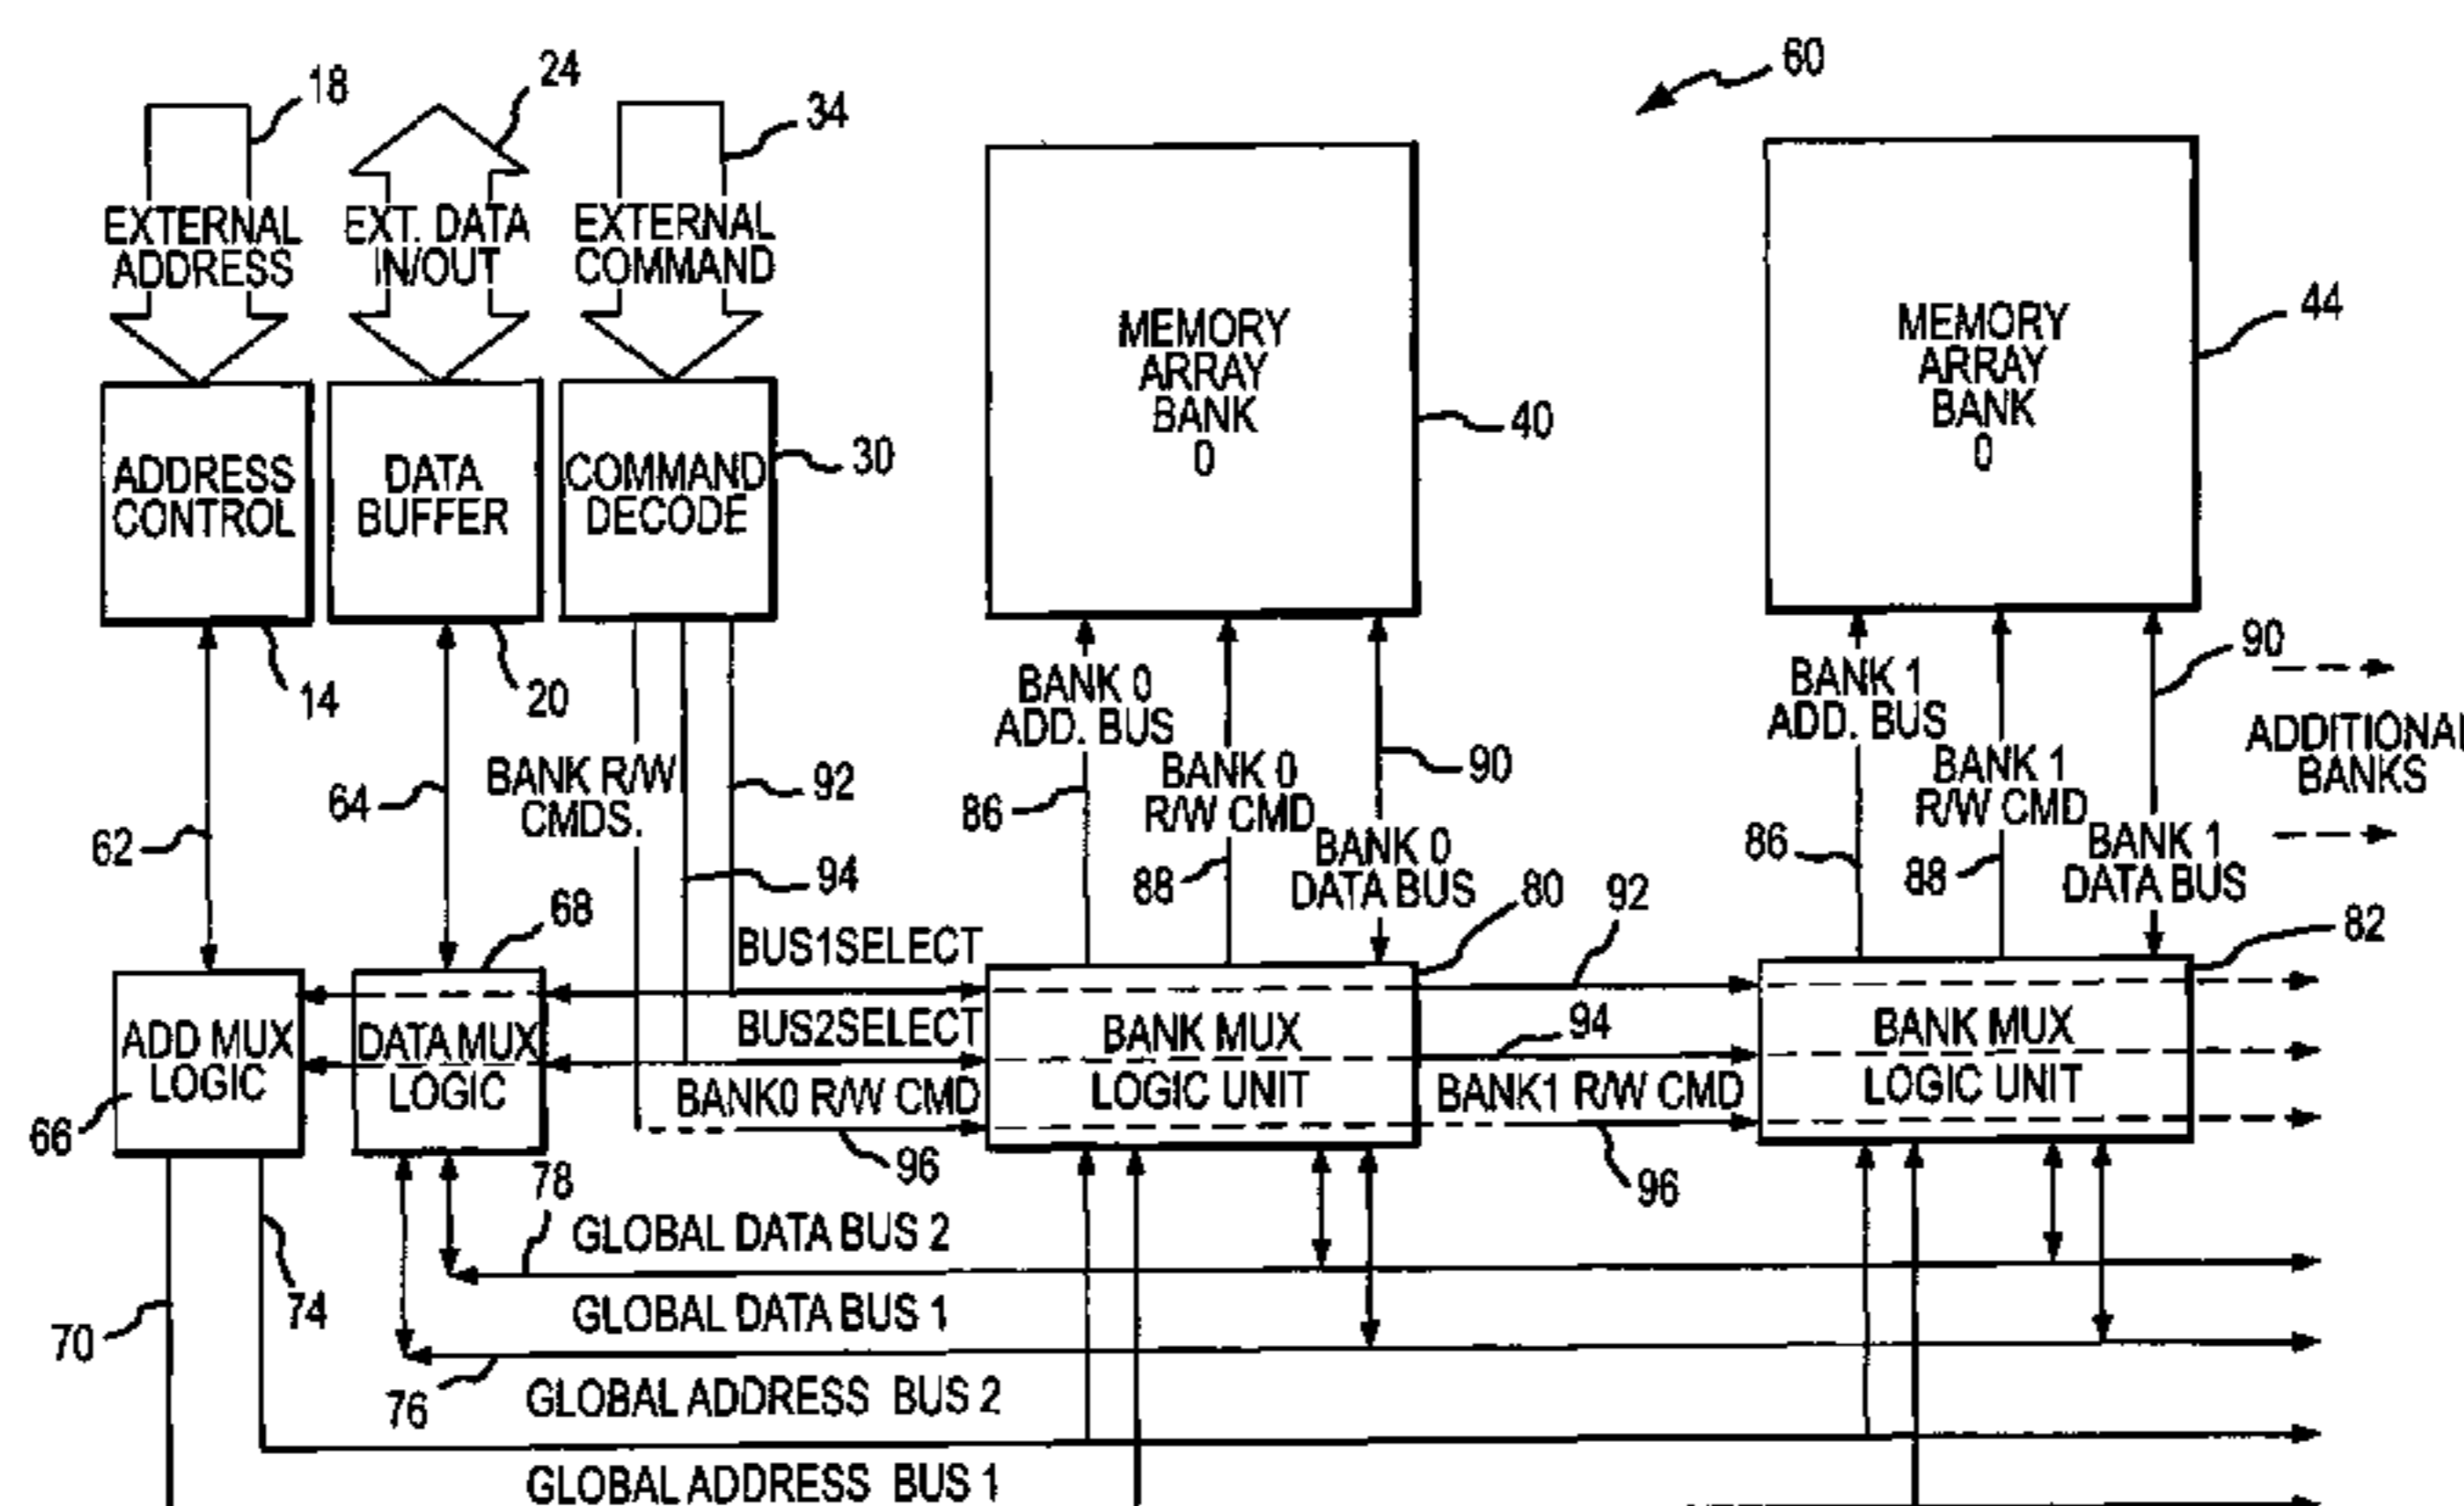 18
24
34
60
EXTERNAL
ADDRESS
EXT. DATA
IN/OUT
EXTERNAL
COMMAND
MEMORY
ARRAY
BANK
0
40
MEMORY
ARRAY
BANK
0
44
ADDRESS
CONTROL
DATA
BUFFER
COMMAND
DECODE
30
14
20
BANK 0
ADD. BUS
BANK 0
R/W CMD
BANK 0
DATA BUS
86
88
90
BANK 1
ADD. BUS
BANK 1
R/W CMD
BANK 1
DATA BUS
86
88
90
ADDITIONAL
BANKS
62
64
BANK R/W
CMDS.
92
94
68
BUS1SELECT
BUS2SELECT
BANK0 R/W CMD
96
80
92
94
BANK1 R/W CMD
96
82
ADD MUX
LOGIC
66
DATA MUX
LOGIC
BANK MUX
LOGIC UNIT
BANK MUX
LOGIC UNIT
78
GLOBAL DATA BUS 2
74
70
GLOBAL DATA BUS 1
76
GLOBAL ADDRESS BUS 2
GLOBAL ADDRESS BUS 1